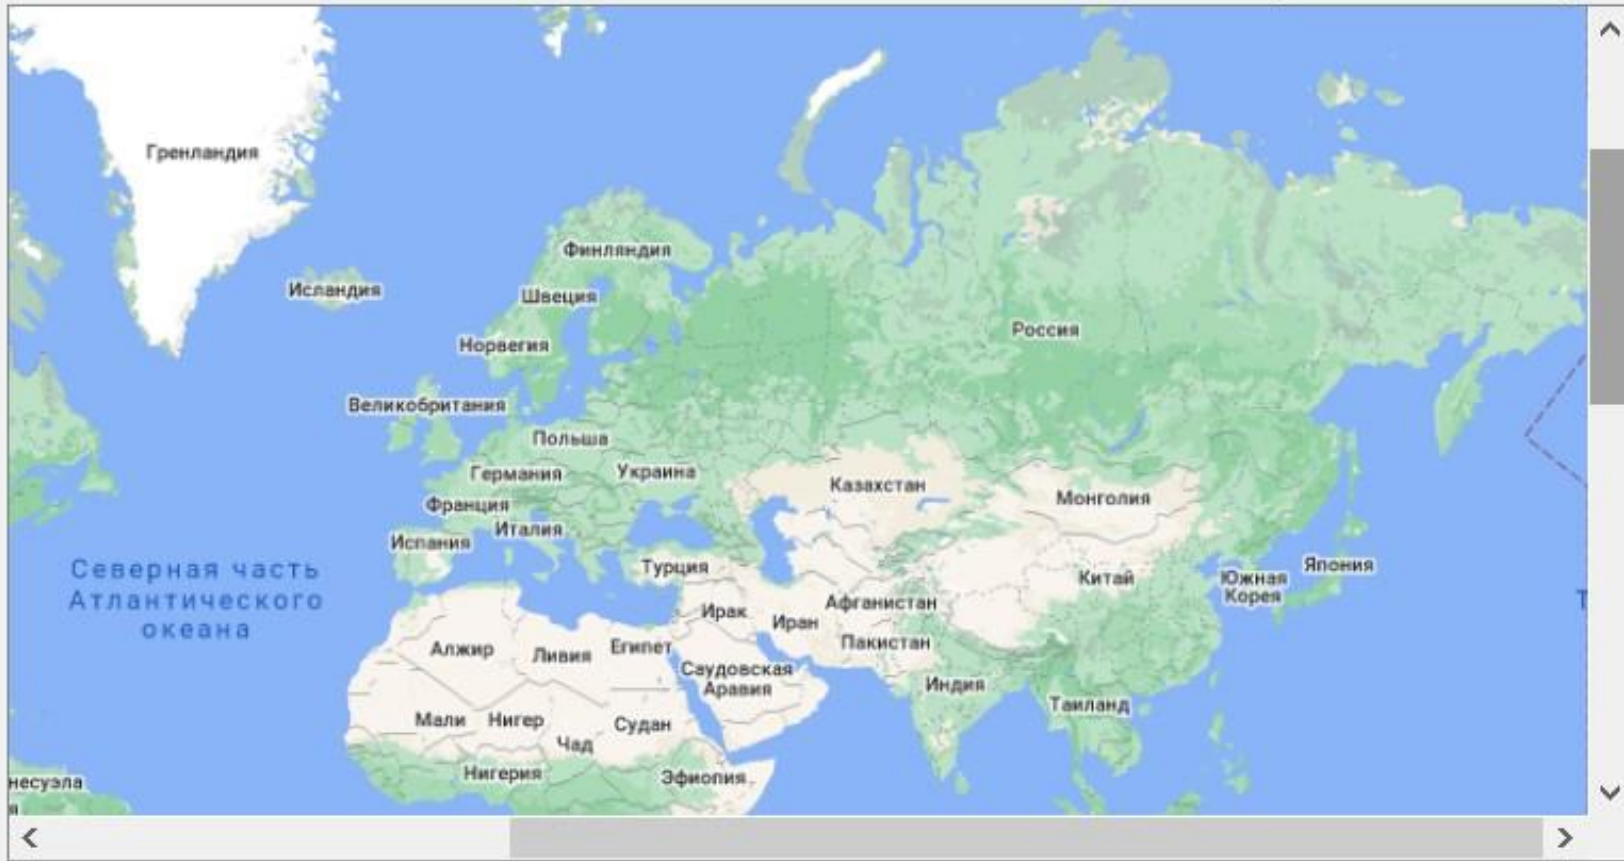 Гренландия
Финляндия
Исландия
Швеция
Россия
Норвегия
Великобритания
Польша
Германия
Украина
Казахстан
Монголия
Франция
Италия
Испания
Северная часть
Атлантического
океана
Турция
Япония
Китай
Южная
Корея
Афганистан
Ирак
Иран
Пакистан
Алжир
Ливия
Египет
Саудовская
Аравия
Индия
Таиланд
Мали
Нигер
Судан
Чад
Нигерия
Эфиопия
несуэла
я
Т